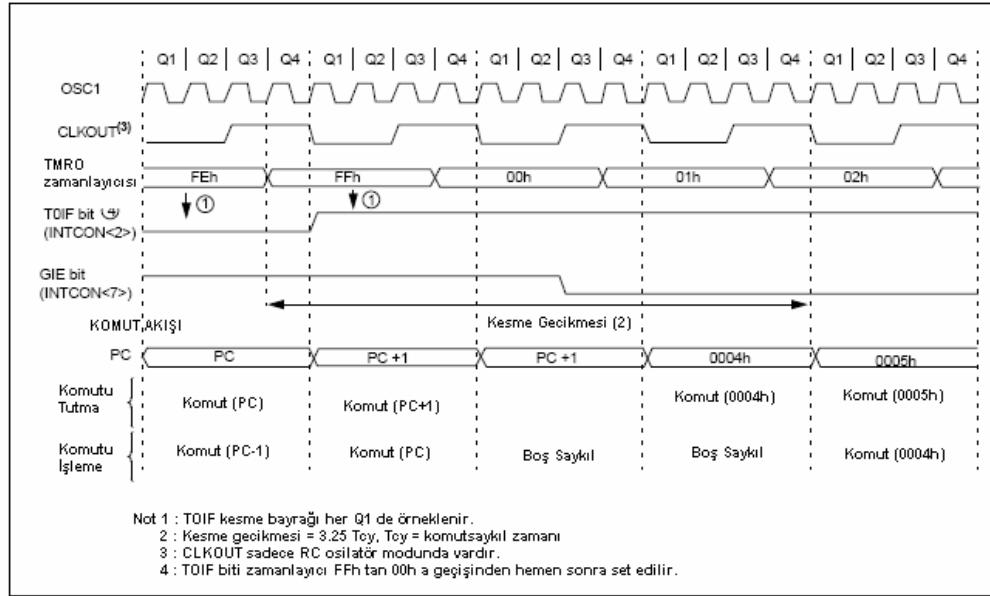 Q1 | Q2 | Q3 | Q4 Q1 | Q2 | Q3 | Q4 Q1 | Q2 | Q3 | Q4 Q1 | Q2 | Q3 | Q4 Q1 | Q2 | Q3 | Q4
OSC1
CLKOUT(3)
TMRO
zamanlayıcısı
FEh FFh 00h 01h 02h
① ①
TOIF bit ④
(INTCON<2>)
GIE bit
(INTCON<7>)
Kesme Gecikmesi (2)
KOMUT AKIŞI
PC PC PC +1 PC +1 0004h 0005h
Komutu
Tutma
Komut (PC) Komut (PC+1) Komut (0004h) Komut (0005h)
Komutu
İşleme
Komut (PC-1) Komut (PC) Boş Saykıl Boş Saykıl Komut (0004h)
Not 1 : TOIF kesme bayrağı her Q1 de örneklenir.
2 : Kesme gecikmesi = 3.25 Tcy, Tcy = komutsaykıl zamanı
3 : CLKOUT sadece RC osilatör modunda vardır.
4 : TOIF biti zamanlayıcı FFh tan 00h a geçişinden hemen sonra set edilir.